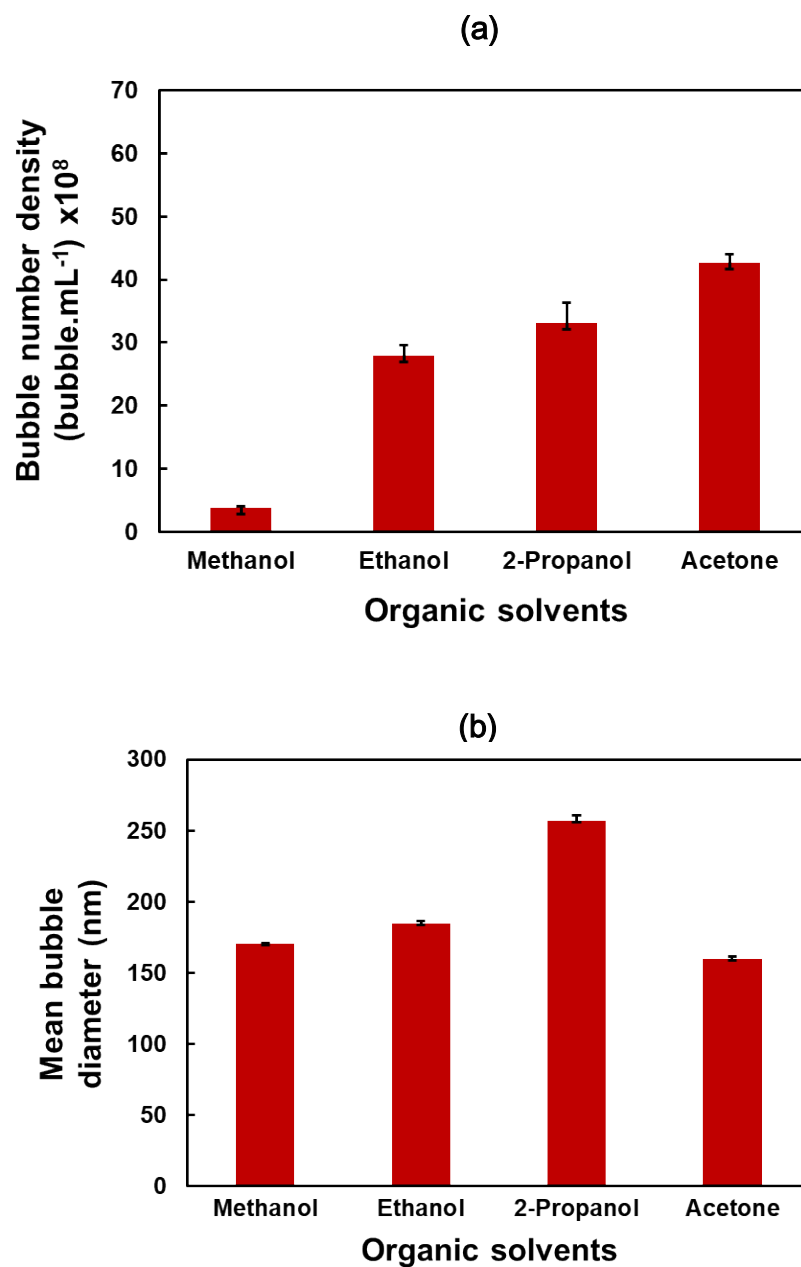 (a)
Bubble number density
(bubble.mL⁻¹) x10⁸
70
60
50
40
30
20
10
0
Methanol Ethanol 2-Propanol Acetone
Organic solvents
(b)
Mean bubble
diameter (nm)
300
250
200
150
100
50
0
Methanol Ethanol 2-Propanol Acetone
Organic solvents